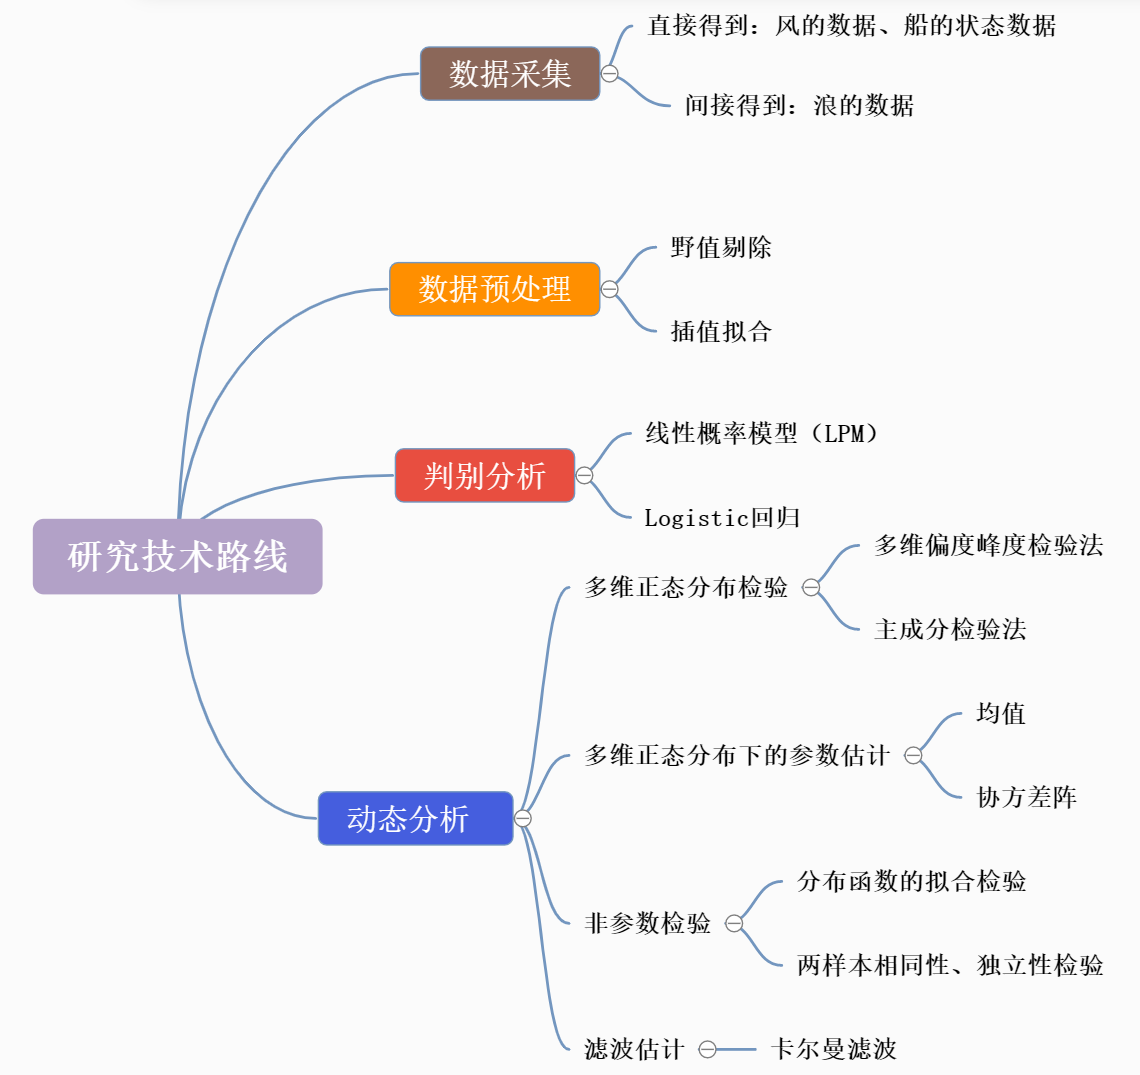 研究技术路线
数据采集
直接得到：风的数据、船的状态数据
间接得到：浪的数据
数据预处理
野值剔除
插值拟合
判别分析
线性概率模型（LPM）
Logistic回归
动态分析
多维正态分布检验
多维偏度峰度检验法
主成分检验法
多维正态分布下的参数估计
均值
协方差阵
非参数检验
分布函数的拟合检验
两样本相同性、独立性检验
滤波估计
卡尔曼滤波